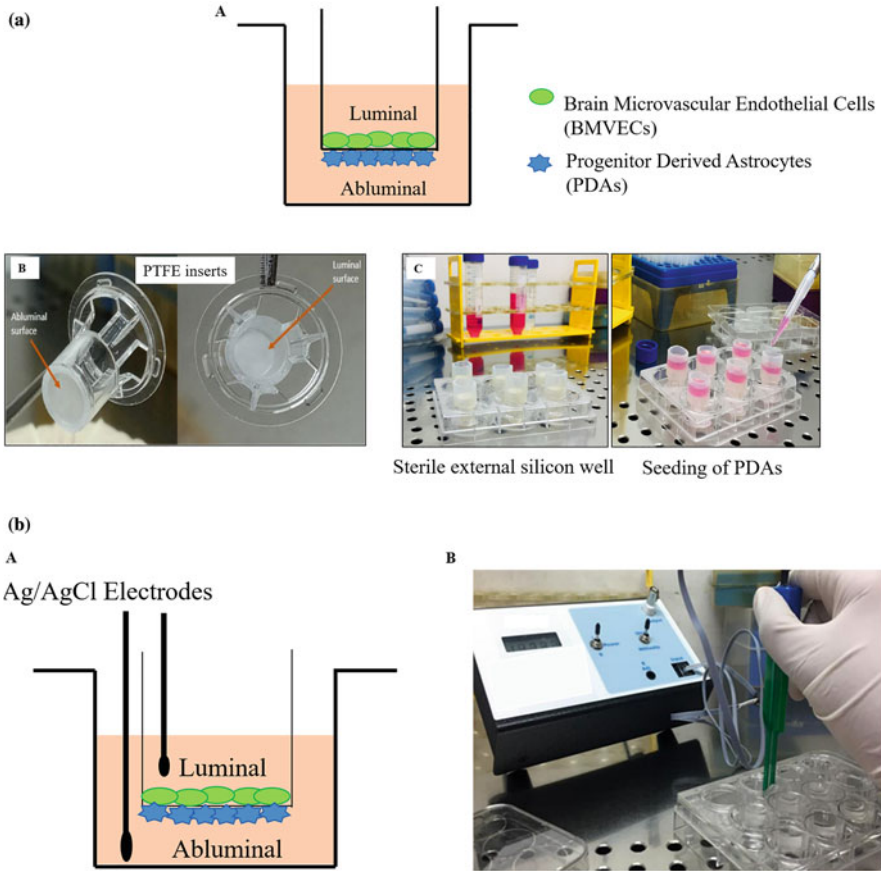 (a)
A
Luminal
Abluminal
Brain Microvascular Endothelial Cells
(BMVECs)
Progenitor Derived Astrocytes
(PDAs)
B
PTFE inserts
Abluminal
surface
Luminal
surface
C
Sterile external silicon well
Seeding of PDAs
(b)
A
Ag/AgCl Electrodes
Luminal
Abluminal
B